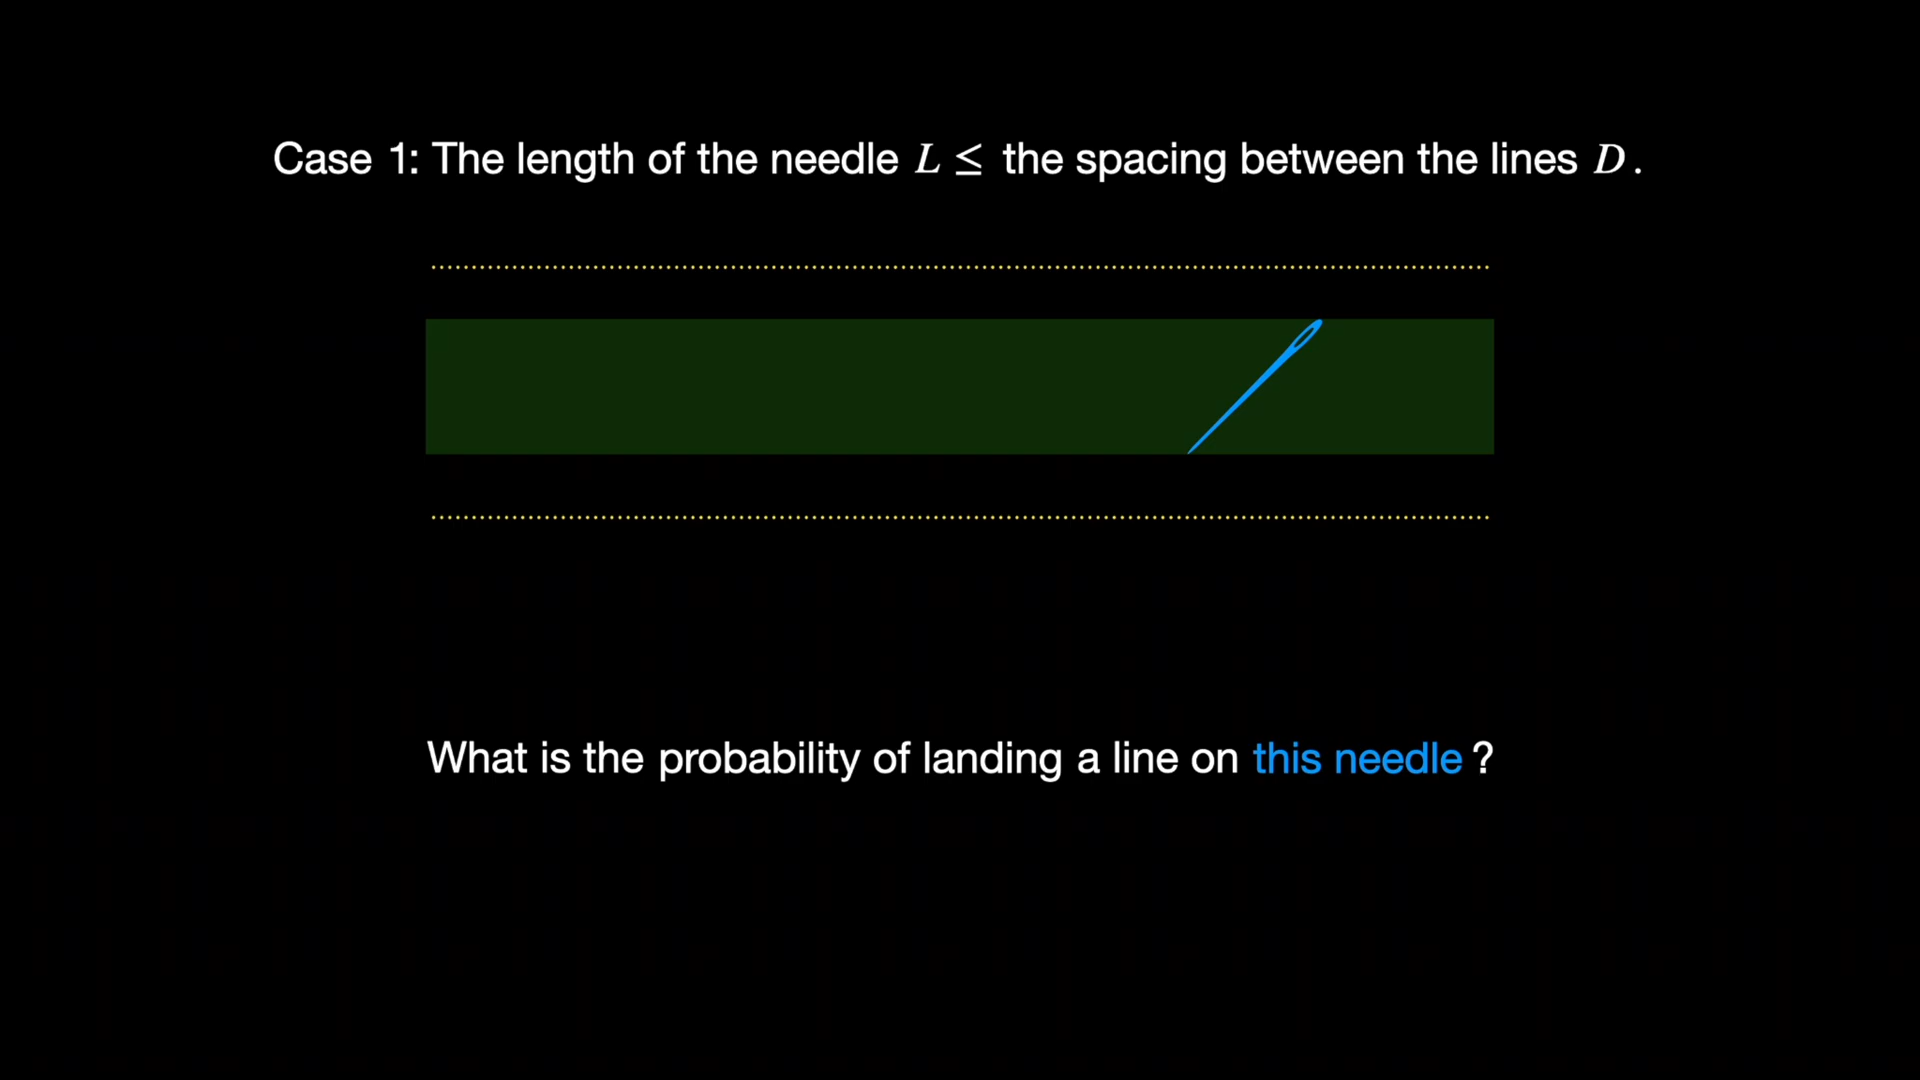 Case 1: The length of the needle L ≤ the spacing between the lines D.
What is the probability of landing a line on this needle?